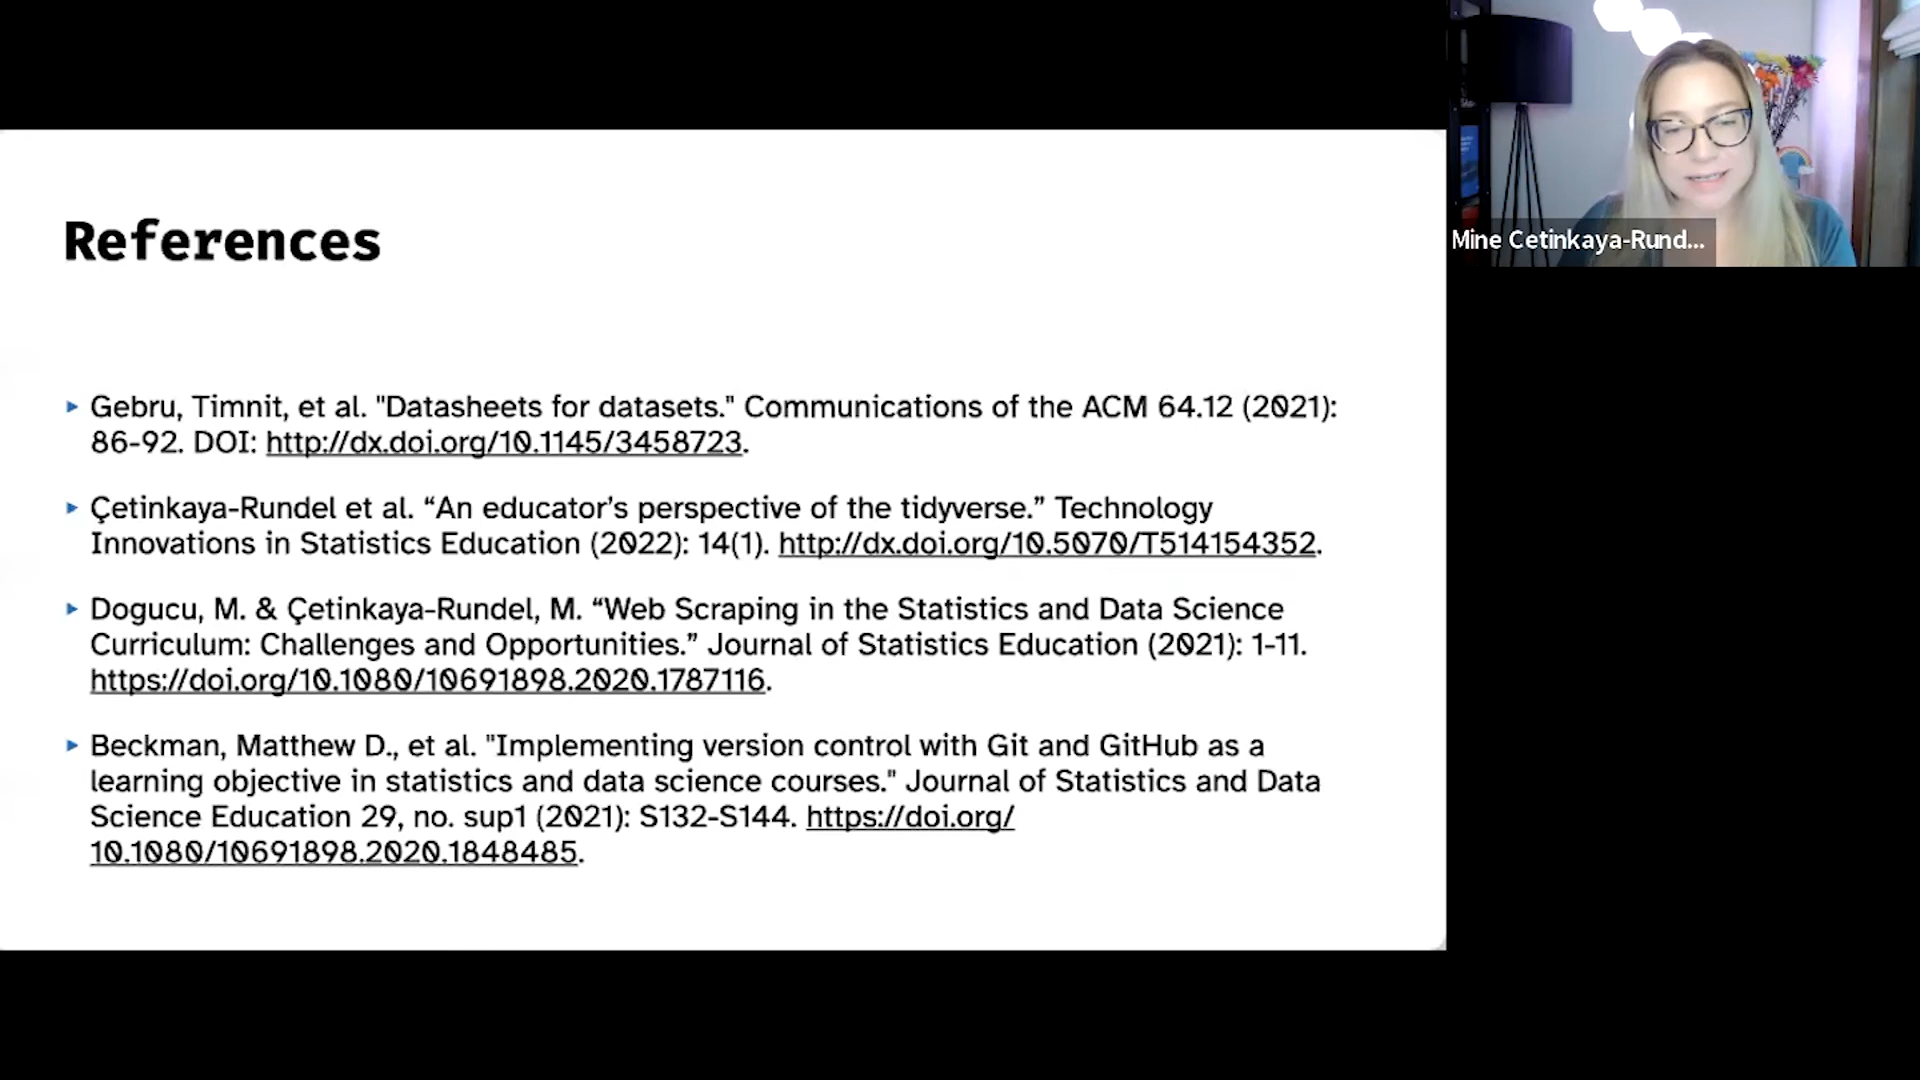 References
▸ Gebru, Timnit, et al. "Datasheets for datasets." Communications of the ACM 64.12 (2021):
86-92. DOI: http://dx.doi.org/10.1145/3458723.
▸ Çetinkaya-Rundel et al. “An educator’s perspective of the tidyverse.” Technology
Innovations in Statistics Education (2022): 14(1). http://dx.doi.org/10.5070/T514154352.
▸ Dogucu, M. & Çetinkaya-Rundel, M. “Web Scraping in the Statistics and Data Science
Curriculum: Challenges and Opportunities.” Journal of Statistics Education (2021): 1-11.
https://doi.org/10.1080/10691898.2020.1787116.
▸ Beckman, Matthew D., et al. "Implementing version control with Git and GitHub as a
learning objective in statistics and data science courses." Journal of Statistics and Data
Science Education 29, no. sup1 (2021): S132-S144. https://doi.org/
10.1080/10691898.2020.1848485.
Mine Cetinkaya-Rund...